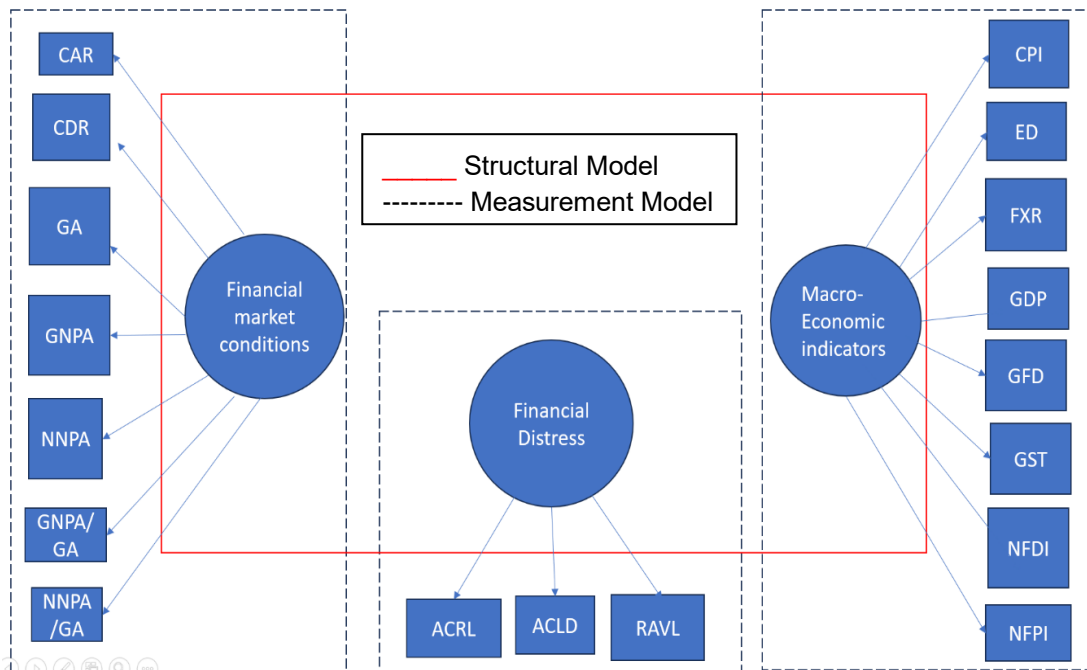 CAR
CDR
GA
GNPA
NNPA
GNPA/
GA
NNPA
/GA
Financial
market
conditions
______ Structural Model
--------- Measurement Model
Financial
Distress
ACRL
ACLD
RAVL
Macro-
Economic
indicators
CPI
ED
FXR
GDP
GFD
GST
NFDI
NFPI